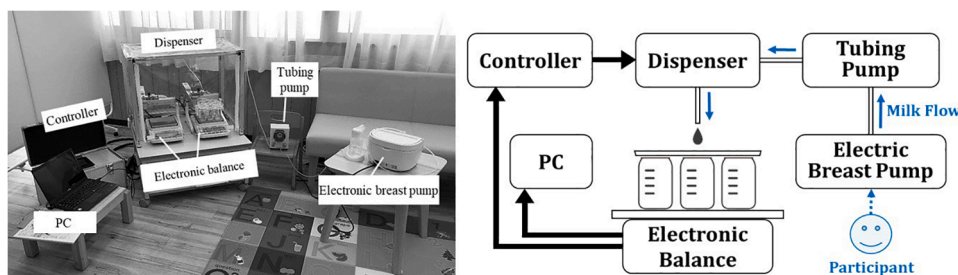 Dispenser
Tubing
pump
Controller
Electronic balance
Electronic breast pump
PC
Controller
Dispenser
Tubing
Pump
Milk Flow
PC
Electric
Breast Pump
Electronic
Balance
Participant